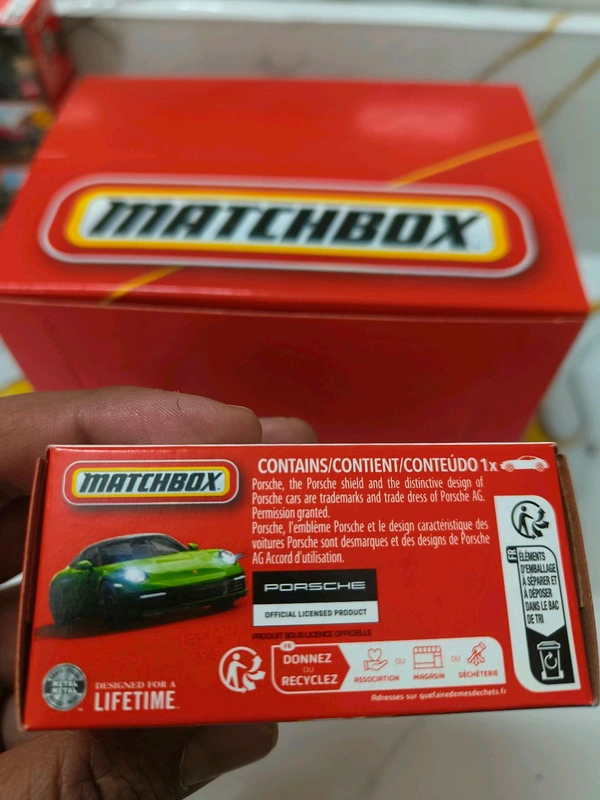 MATCHBOX
MATCHBOX
CONTAINS/CONTIENT/CONTEÚDO 1x
Porsche, the Porsche shield and the distinctive design of
Porsche cars are trademarks and trade dress of Porsche AG.
Permission granted.
Porsche, l'emblème Porsche et le design caractéristique des
voitures Porsche sont desmarques et des designs de Porsche
AG Accord d'utilisation.
PORSCHE
OFFICIAL LICENSED PRODUCT
PRODUIT SOUS LICENCE OFFICIELLE
FR
ÉLÉMENTS
D'EMBALLAGE
À SÉPARER ET
À DÉPOSER
DANS LE BAC
DE TRI
METAL
METAL
DESIGNED FOR A
LIFETIME
FR
DONNEZ
OU
RECYCLEZ
ASSOCIATION
OU
MAGASIN
OU
DÉCHÈTERIE
Adresses sur quefairedemesdechets.fr